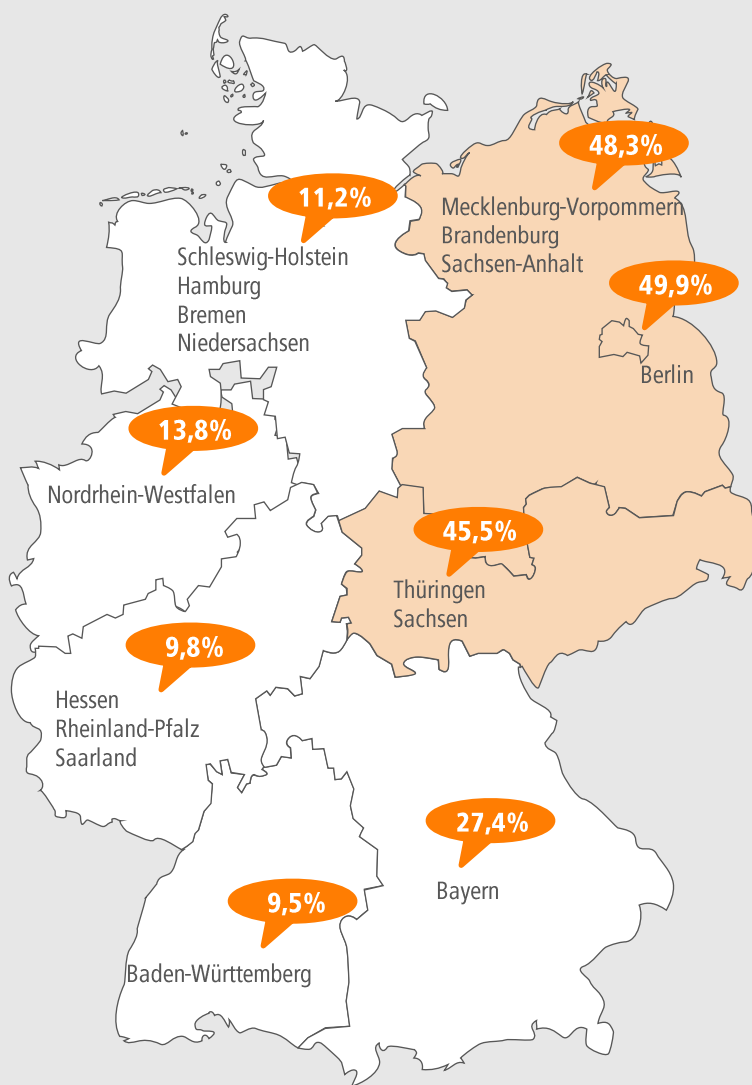 48,3%
Mecklenburg-Vorpommern
Brandenburg
Sachsen-Anhalt
11,2%
Schleswig-Holstein
Hamburg
Bremen
Niedersachsen
49,9%
Berlin
13,8%
Nordrhein-Westfalen
45,5%
Thüringen
Sachsen
9,8%
Hessen
Rheinland-Pfalz
Saarland
27,4%
Bayern
9,5%
Baden-Württemberg